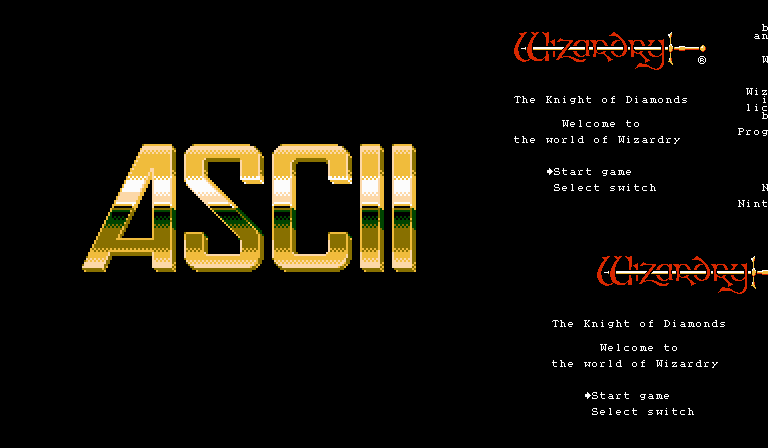 ASCII
Wizardry
®
The Knight of Diamonds
Welcome to
the world of Wizardry
Start game
Select switch
b
an
W
Wiz
lic
b
Prog
N
Nint
Wizardry
The Knight of Diamonds
Welcome to
the world of Wizardry
Start game
Select switch